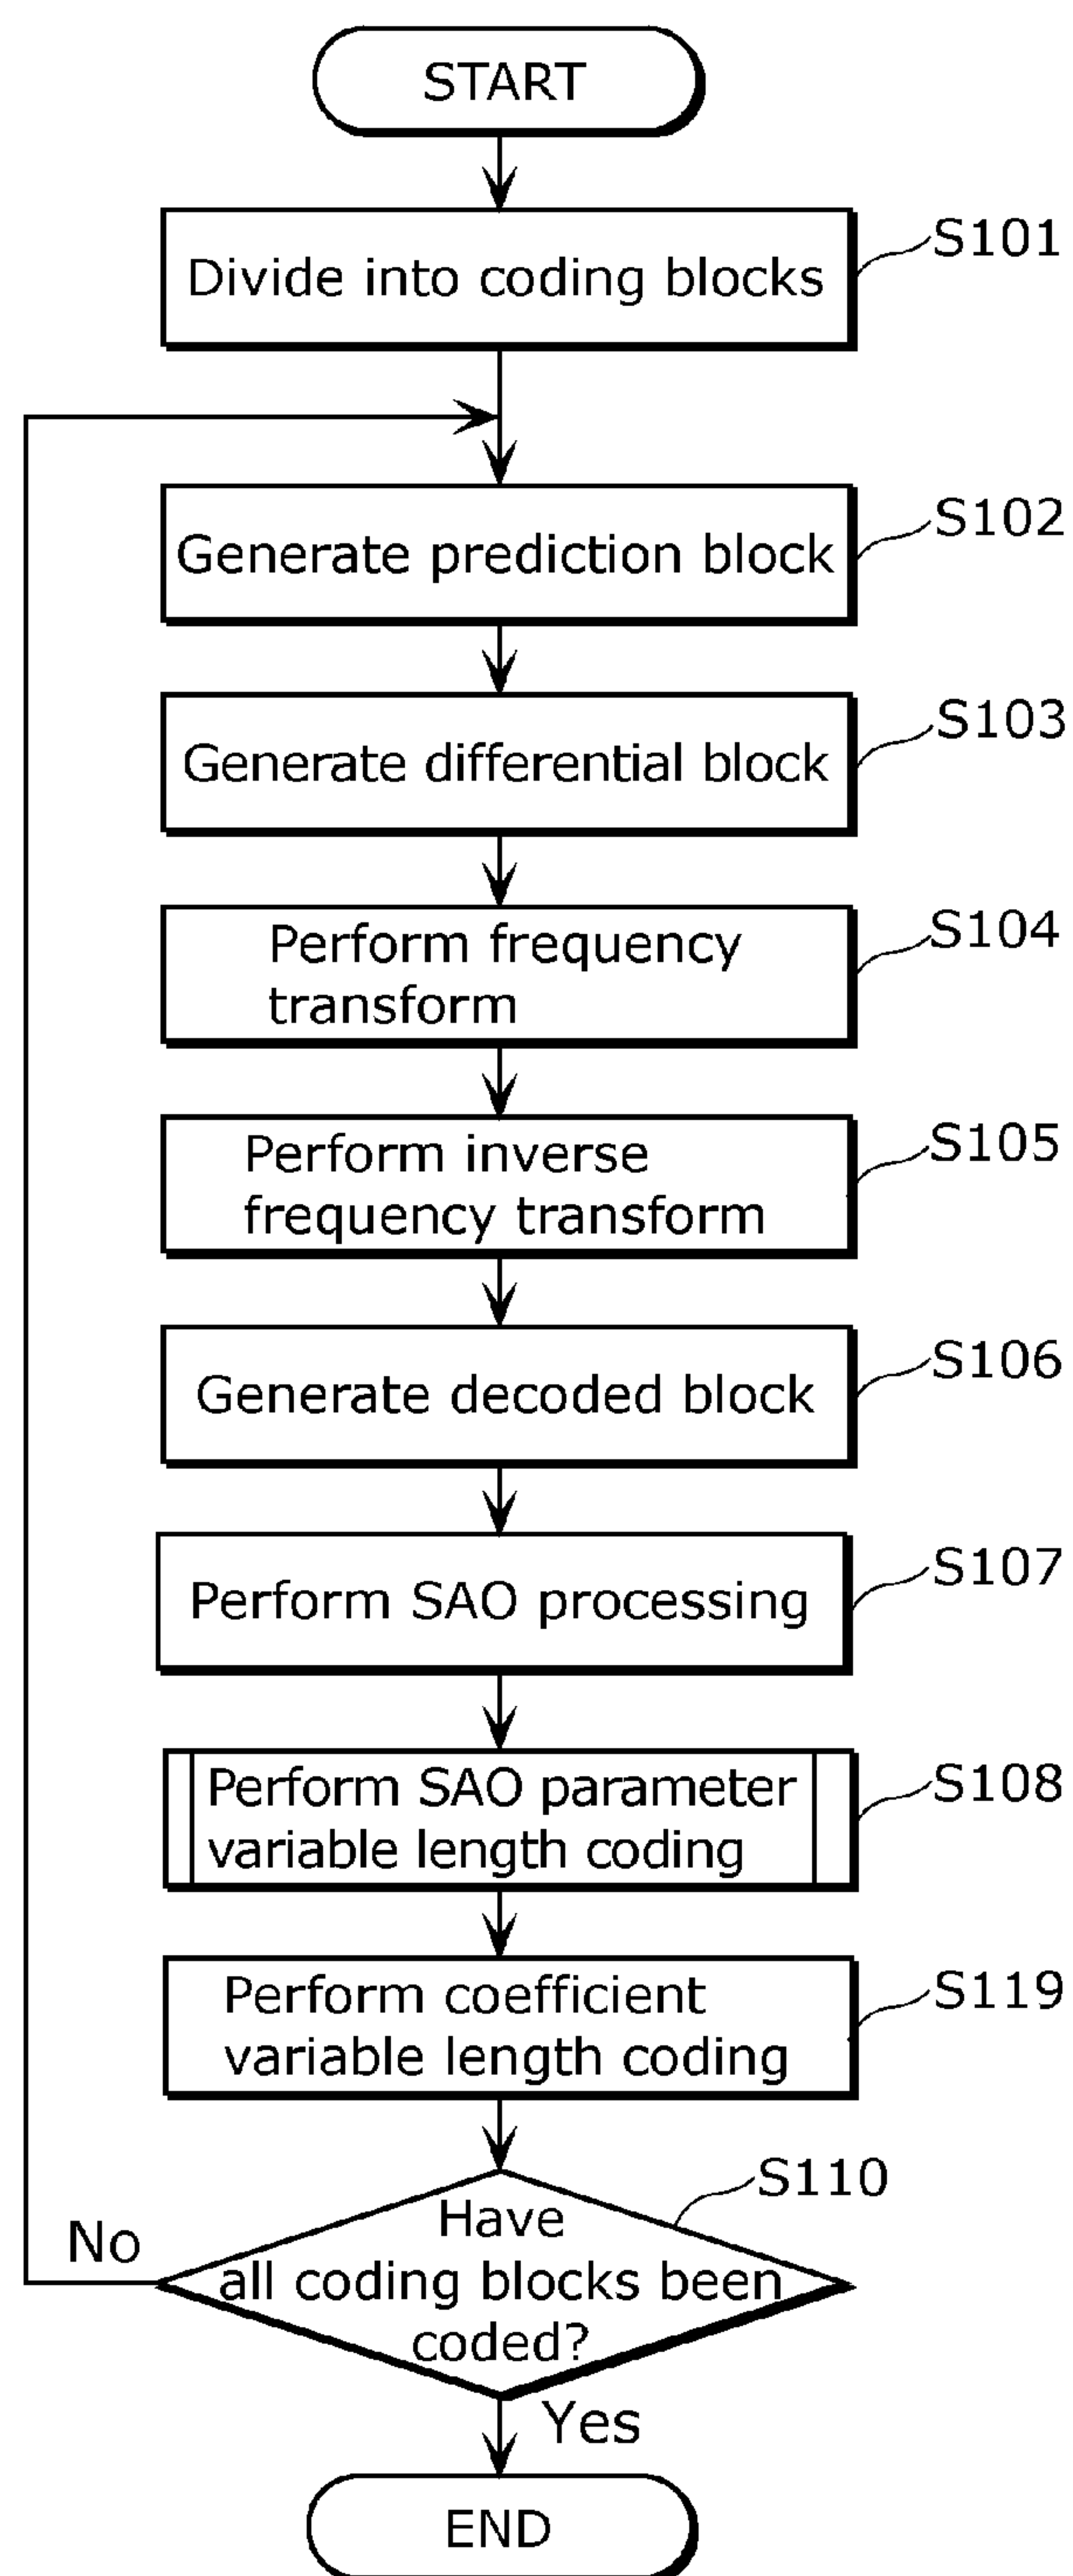 START
Divide into coding blocks
S101
Generate prediction block
S102
Generate differential block
S103
Perform frequency
transform
S104
Perform inverse
frequency transform
S105
Generate decoded block
S106
Perform SAO processing
S107
Perform SAO parameter
variable length coding
S108
Perform coefficient
variable length coding
S119
Have
all coding blocks been
coded?
S110
No
Yes
END